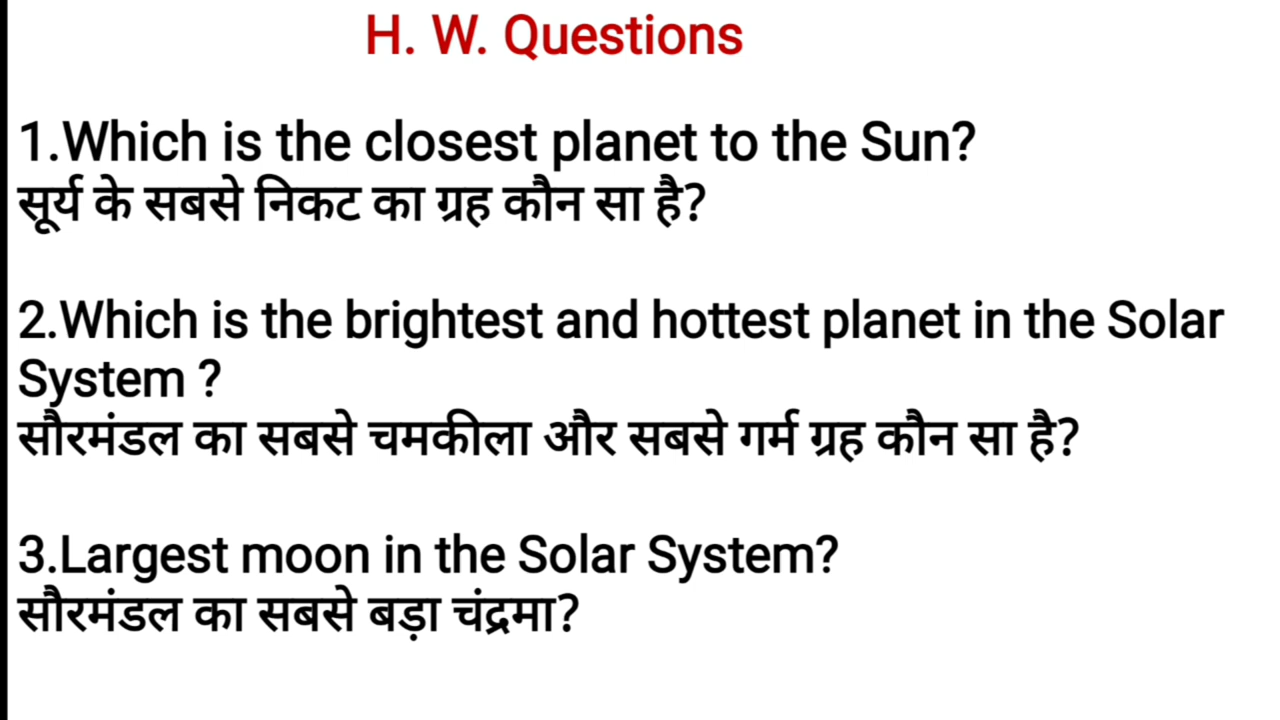 H. W. Questions
1.Which is the closest planet to the Sun?
सूर्य के सबसे निकट का ग्रह कौन सा है?
2.Which is the brightest and hottest planet in the Solar
System ?
सौरमंडल का सबसे चमकीला और सबसे गर्म ग्रह कौन सा है?
3.Largest moon in the Solar System?
सौरमंडल का सबसे बड़ा चंद्रमा?